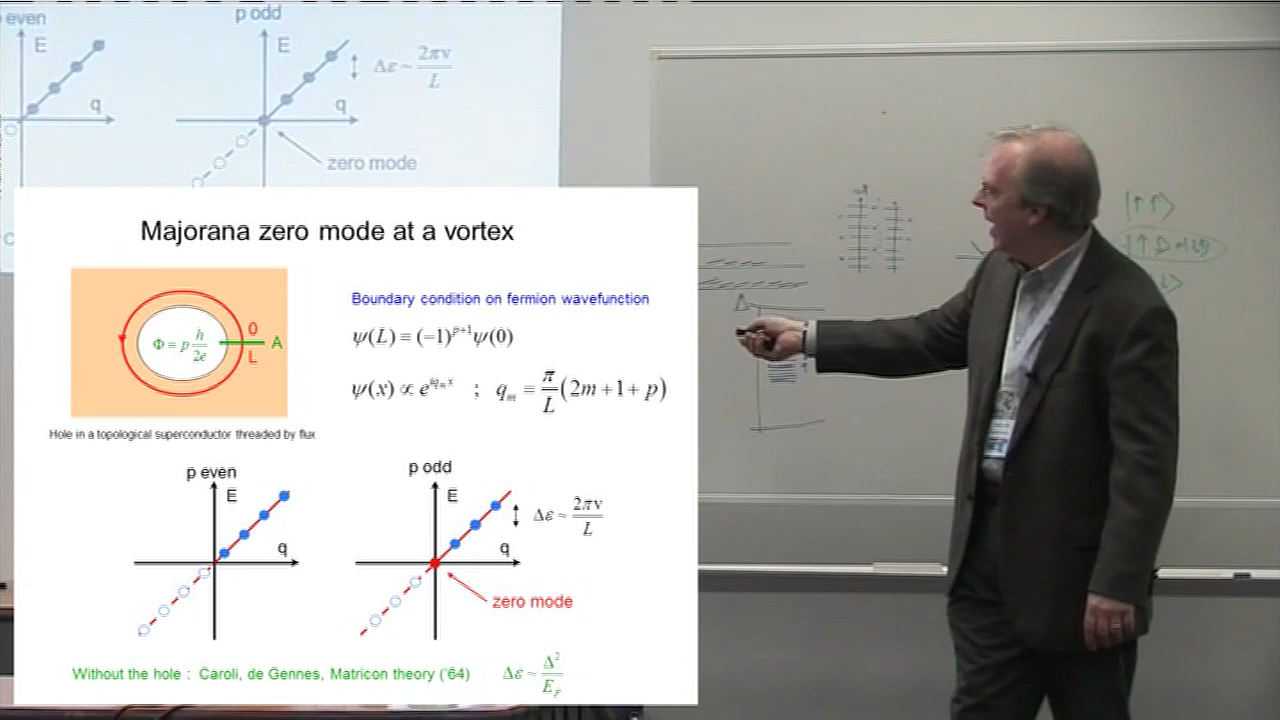 even
p odd
E
E
Δε ~ 2πv / L
q
q
zero mode
Majorana zero mode at a vortex
Boundary condition on fermion wavefunction
Φ = p h / 2e
0
L
A
ψ(L) = (−1)^{p+1} ψ(0)
ψ(x) ∝ e^{iq_m x} ; q_m = π/L (2m + 1 + p)
Hole in a topological superconductor threaded by flux
p even
p odd
E
E
Δε ~ 2πv / L
q
q
zero mode
Without the hole : Caroli, de Gennes, Matricon theory ('64)
Δε ~ Δ² / E_F
Δ
|↑↑⟩